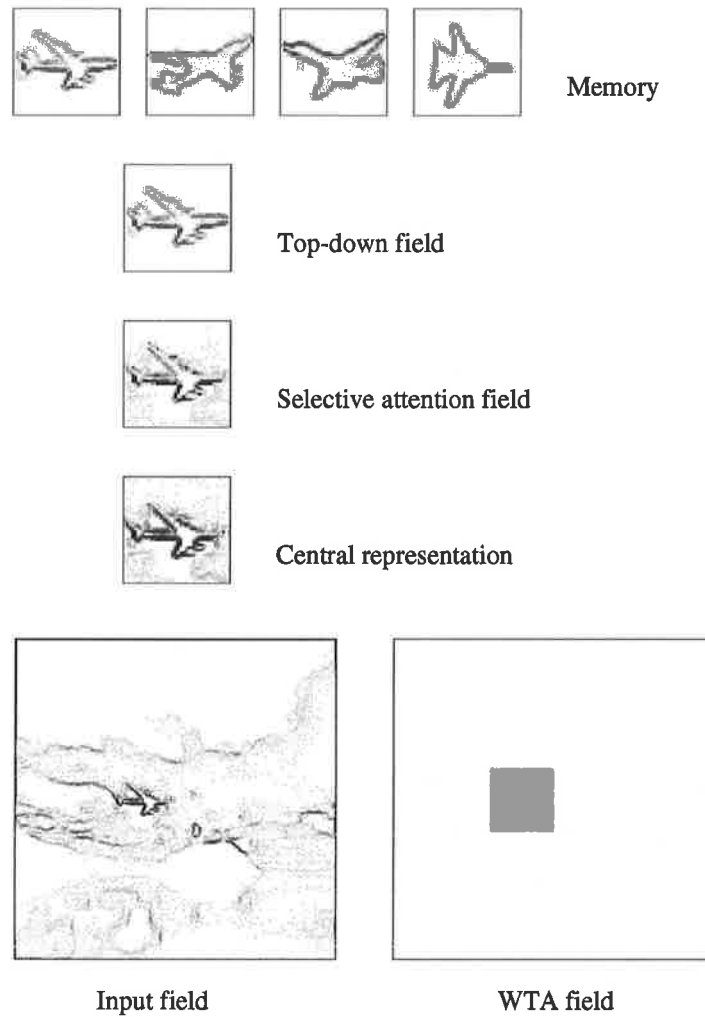 Memory
Top-down field
Selective attention field
Central representation
Input field
WTA field